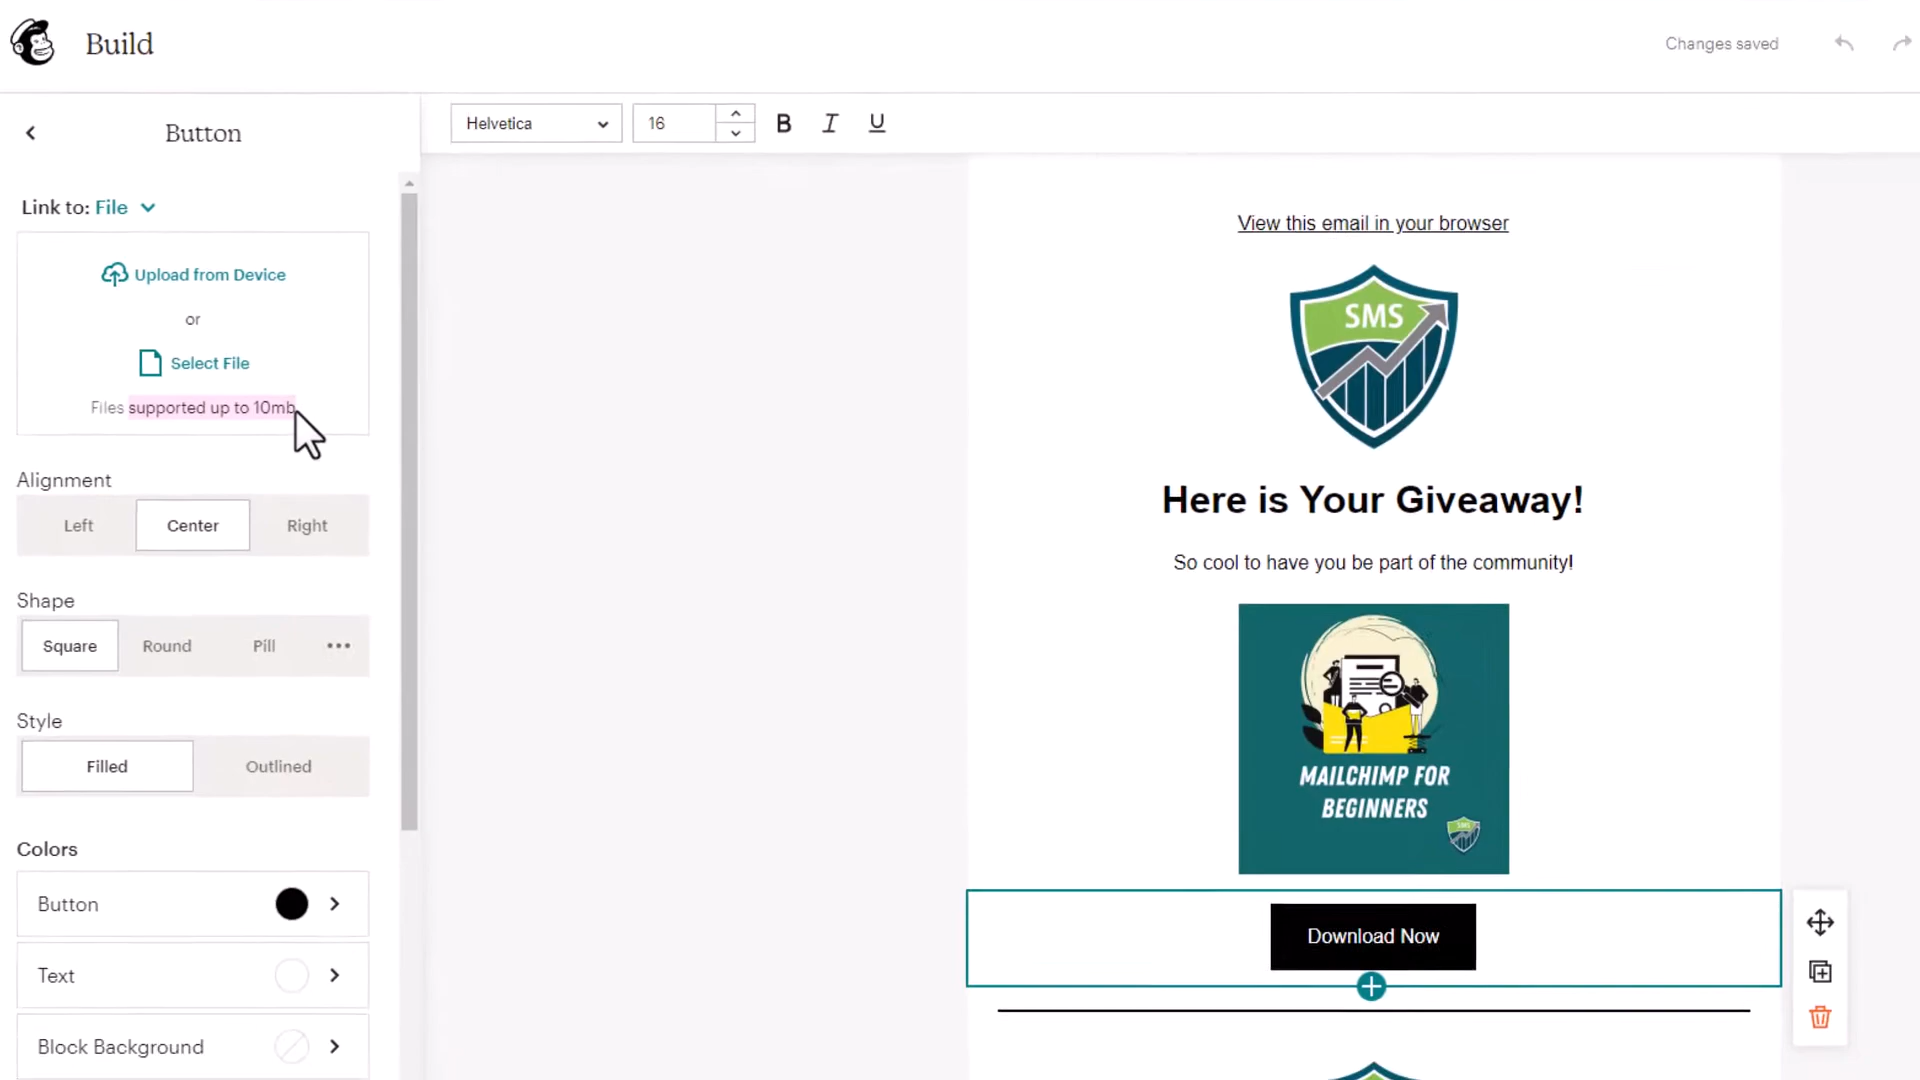 Build
Changes saved
Button
Helvetica
16
B I U
Link to: File
Upload from Device
or
Select File
Files supported up to 10mb
Alignment
Left Center Right
Shape
Square Round Pill •••
Style
Filled Outlined
Colors
Button
Text
Block Background
View this email in your browser
SMS
Here is Your Giveaway!
So cool to have you be part of the community!
MAILCHIMP FOR
BEGINNERS
SMS
Download Now